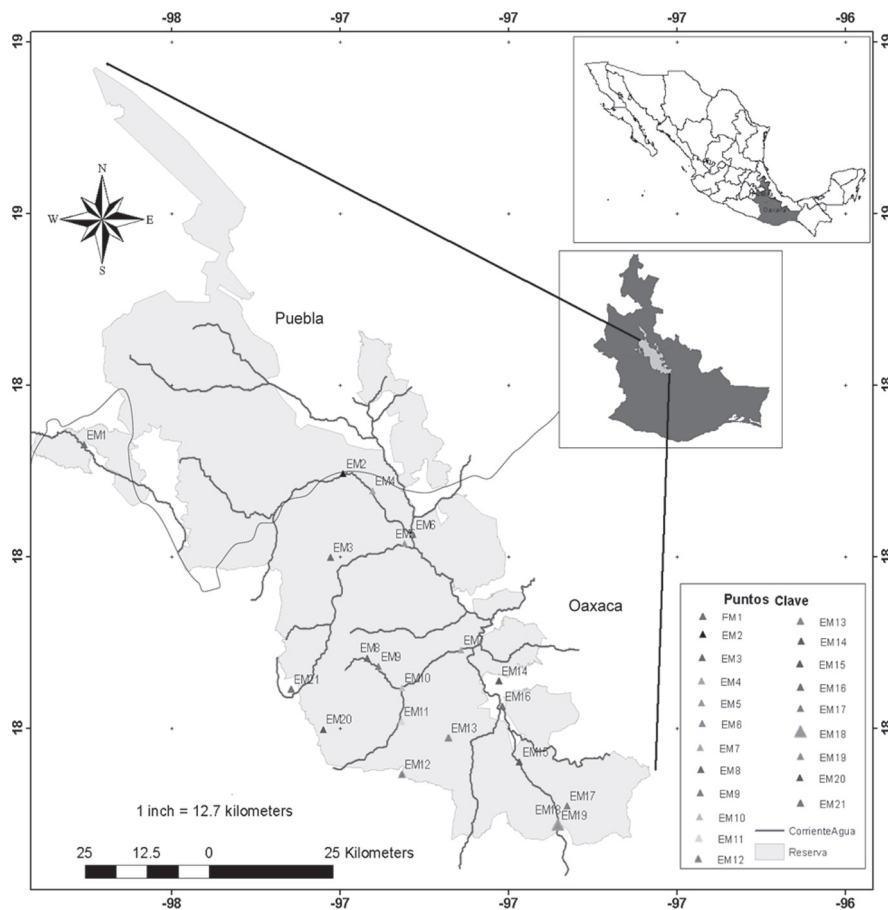 -98 -97 -97 -97 -96
19
19
N
W E
S
Oaxaca
19
19
Puebla
18
18
EM1
EM2
EM4
EM6
EM5
18
18
EM3
Oaxaca
EM8
EM9
EM7
EM10
EM21
EM14
EM16
EM11
EM20
EM13
18
18
EM15
EM12
EM17
EM18
EM19
1 inch = 12.7 kilometers
25 12.5 0 25 Kilometers
Puntos Clave
EM1
EM2
EM3
EM4
EM5
EM6
EM7
EM8
EM9
EM10
EM11
EM12
EM13
EM14
EM15
EM16
EM17
EM18
EM19
EM20
EM21
CorrienteAgua
Reserva
-98 -97 -97 -97 -96